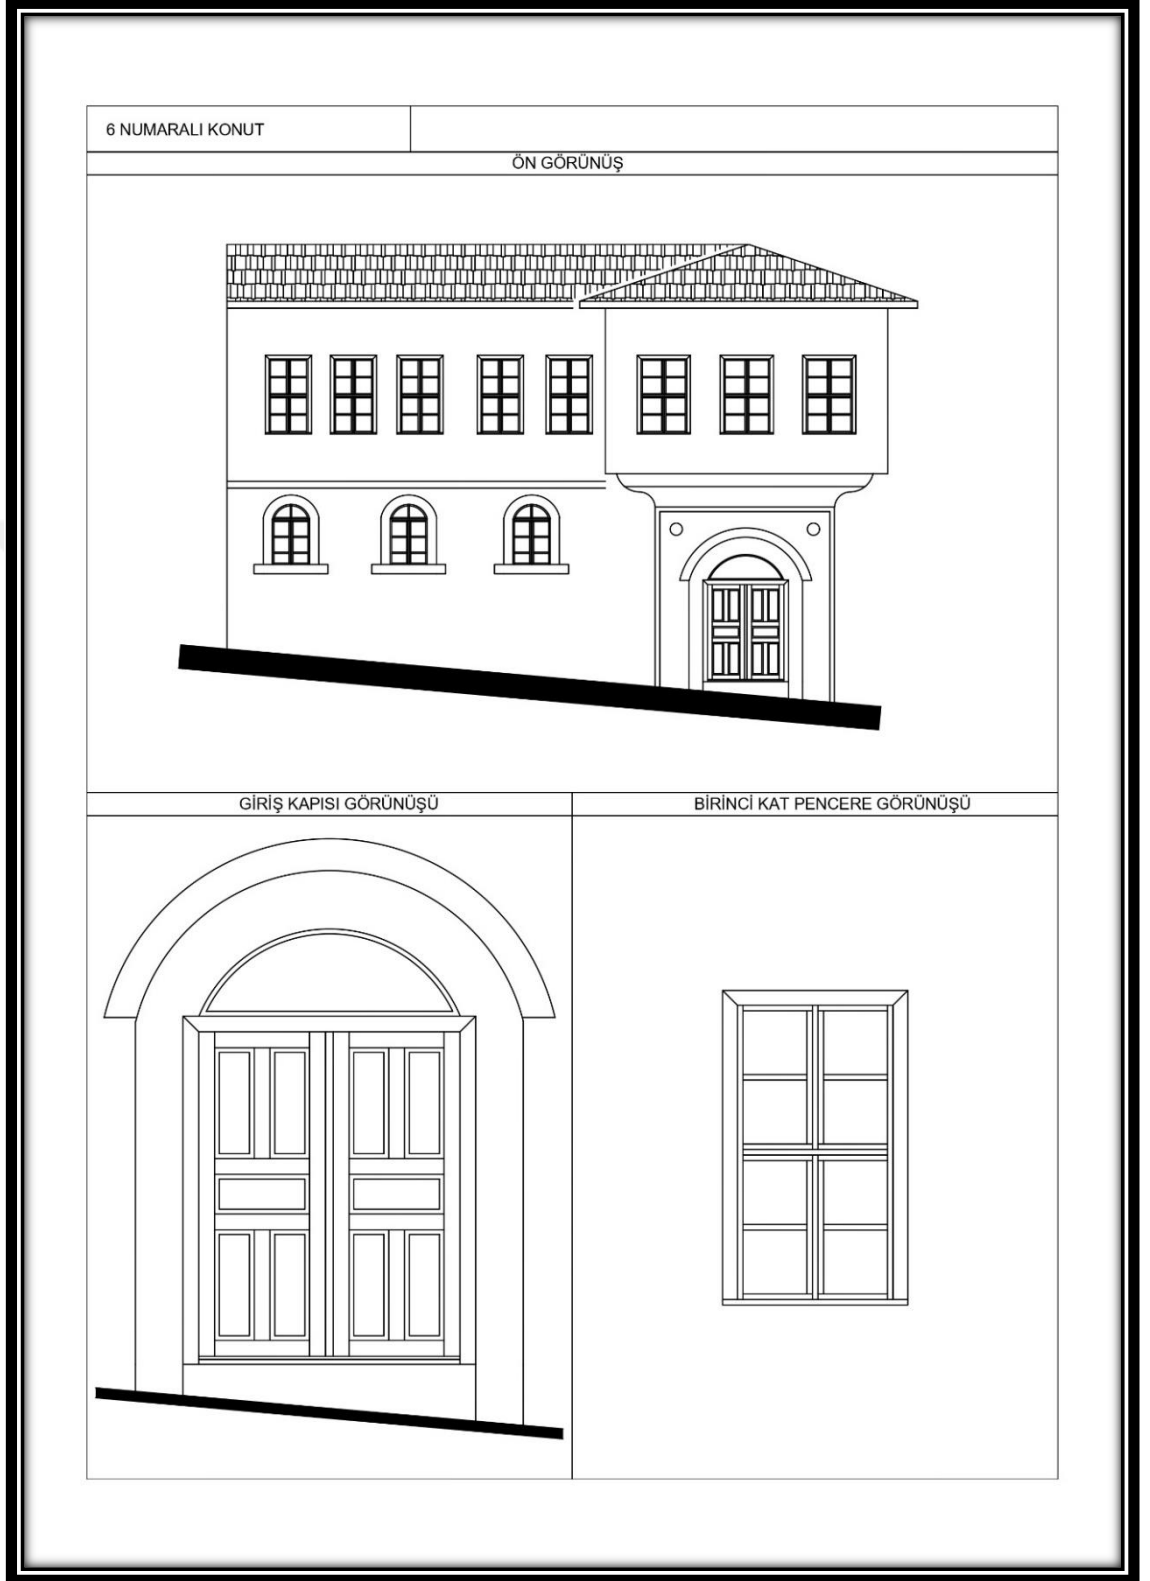 6 NUMARALI KONUT
ÖN GÖRÜNÜŞ
GİRİŞ KAPISI GÖRÜNÜŞÜ
BİRİNCİ KAT PENCERE GÖRÜNÜŞÜ